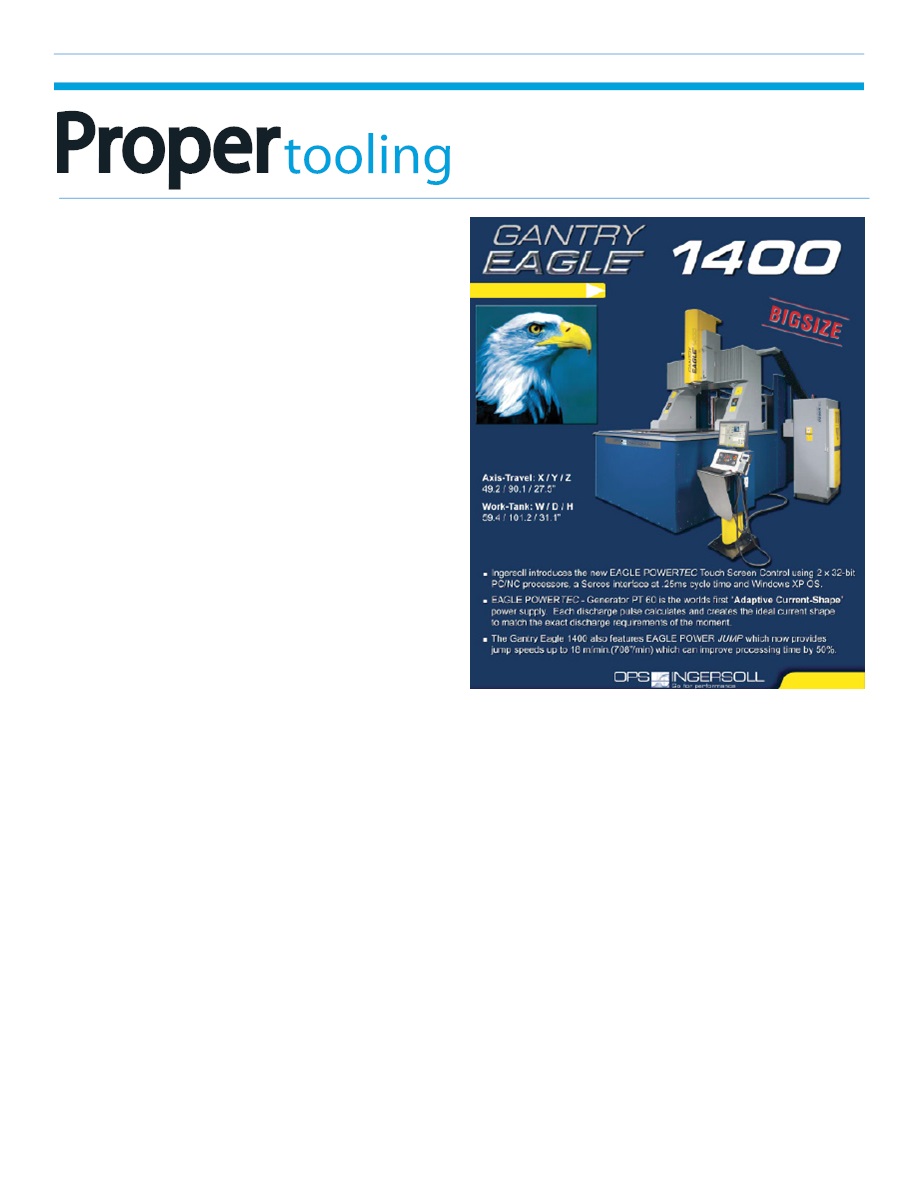 Proper tooling
GANTRY
EAGLE 1400
BIGSIZE
GANTRY
EAGLE
Axis-Travel: X / Y / Z
49.2 / 90.1 / 27.5"
Work-Tank: W / D / H
59.4 / 101.2 / 31.1"
Ingersoll introduces the new EAGLE POWERTEC Touch Screen Control using 2 x 32-bit
PC/NC processors, a Sercos interface at .25ms cycle time and Windows XP OS.
EAGLE POWERTEC - Generator PT 60 is the worlds first "Adaptive Current-Shape"
power supply. Each discharge pulse calculates and creates the ideal current shape
to match the exact discharge requirements of the moment.
The Gantry Eagle 1400 also features EAGLE POWER JUMP which now provides
jump speeds up to 18 m/min.(708"/min) which can improve processing time by 50%.
OPS INGERSOLL
for performance